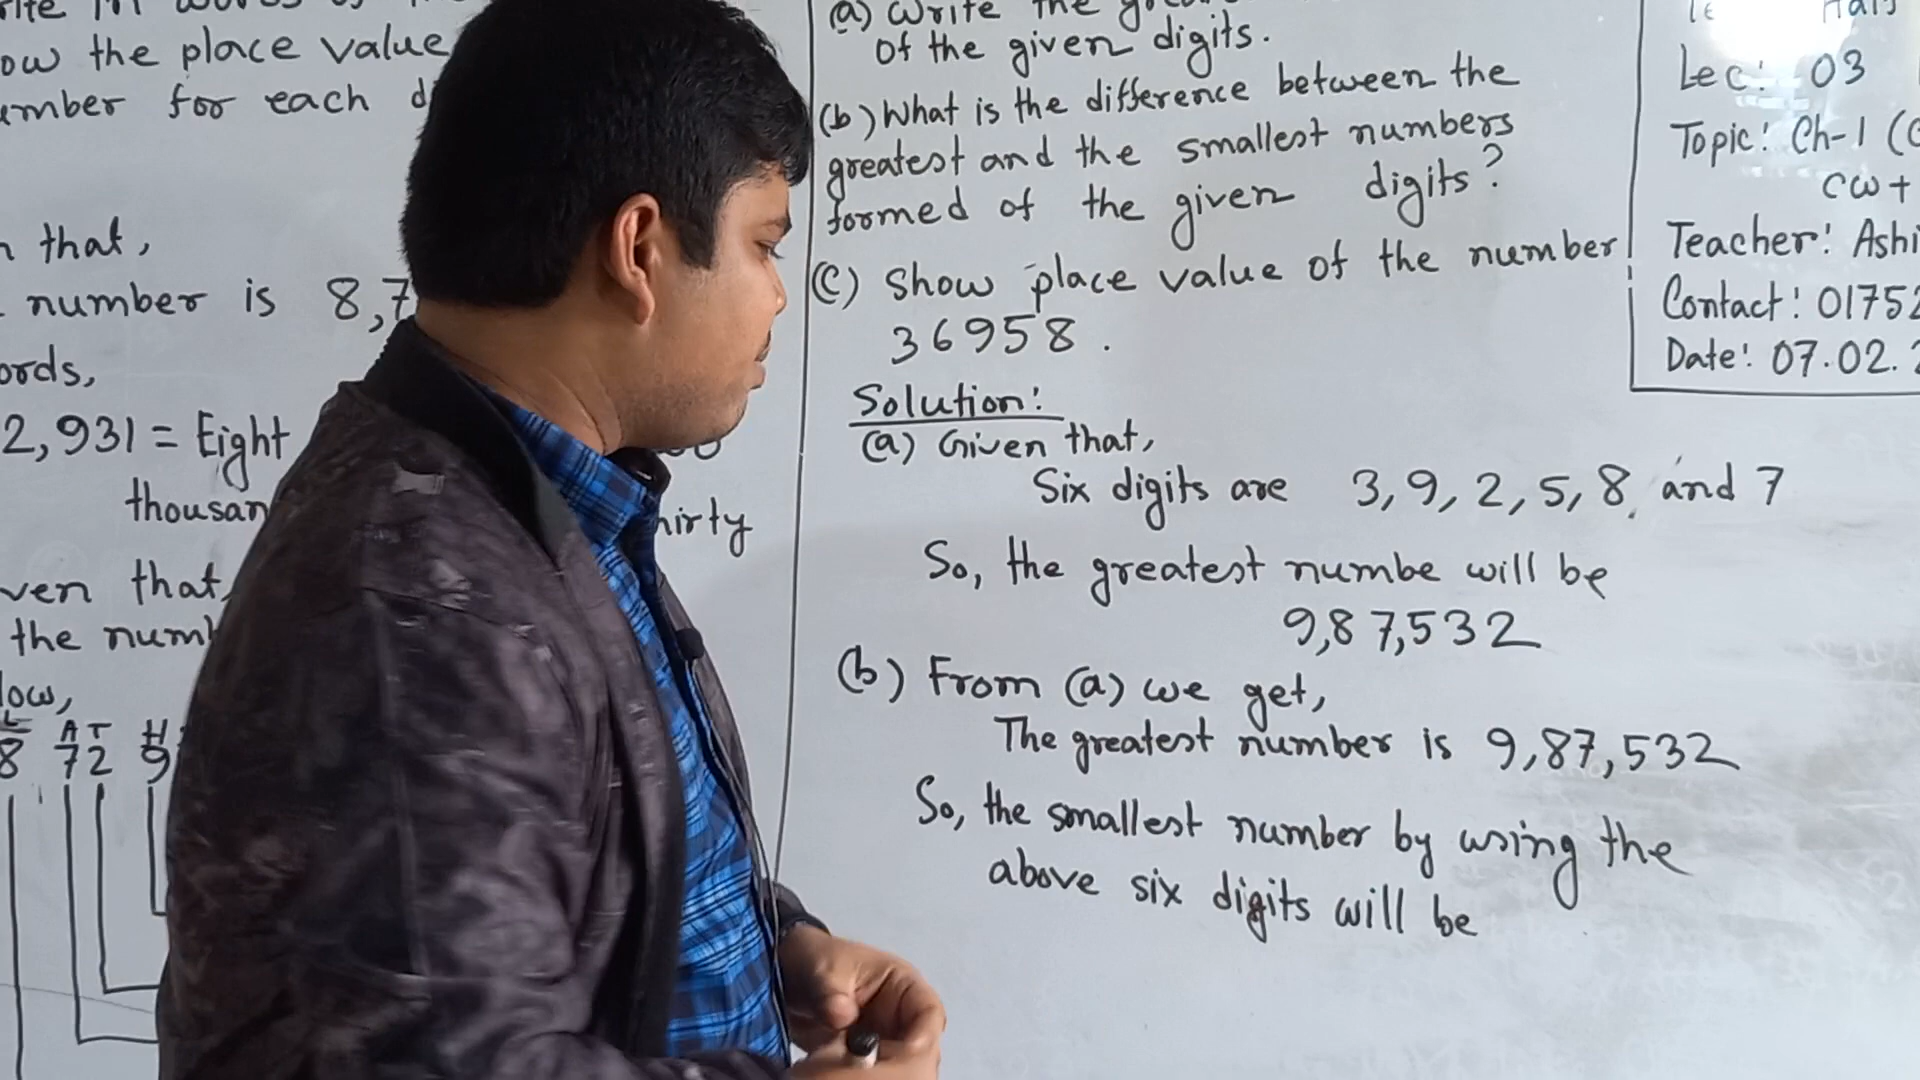 ow the place value
umber for each
that,
number is 8,7
ords,
2,931 = Eight
thousan
hirty
ven that,
the numb
low,
L A T H
8 7 2 9
(a) Write the
of the given digits.
(b) What is the difference between the
greatest and the smallest numbers
formed of the given digits?
(C) Show place value of the number
36958.
Solution:
(a) Given that,
Six digits are 3, 9, 2, 5, 8, and 7
So, the greatest numbe will be
9,87,532
(b) From (a) we get,
The greatest number is 9,87,532
So, the smallest number by using the
above six digits will be
Lec: 03
Topic: Ch-1 (C
cw+
Teacher: Ashi
Contact: 0175
Date: 07.02.